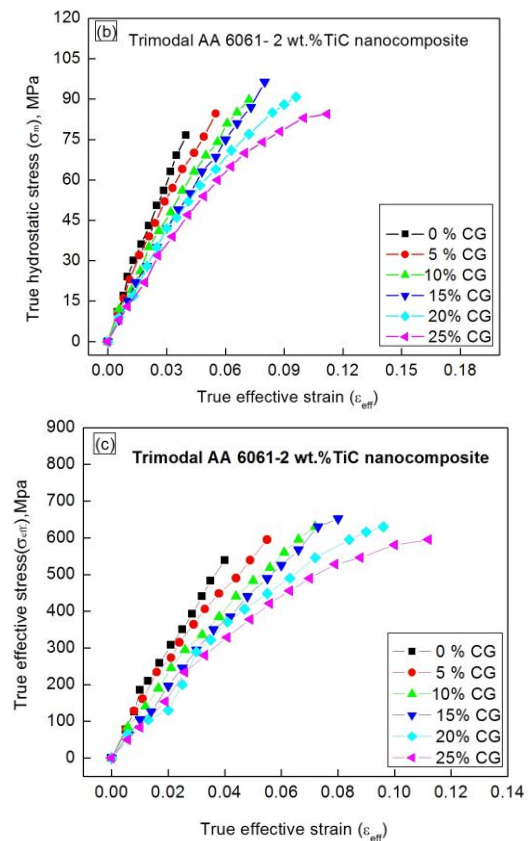 (b)
Trimodal AA 6061- 2 wt.%TiC nanocomposite
120
105
90
75
60
45
30
15
0
True hydrostatic stress (σm), MPa
0 % CG
5 % CG
10% CG
15% CG
20% CG
25% CG
0.00 0.03 0.06 0.09 0.12 0.15 0.18
True effective strain (εeff)
(c)
Trimodal AA 6061-2 wt.%TiC nanocomposite
900
800
700
600
500
400
300
200
100
0
True effective stress(σeff),MPa
0 % CG
5 % CG
10% CG
15% CG
20% CG
25% CG
0.00 0.02 0.04 0.06 0.08 0.10 0.12 0.14
True effective strain (εeff)